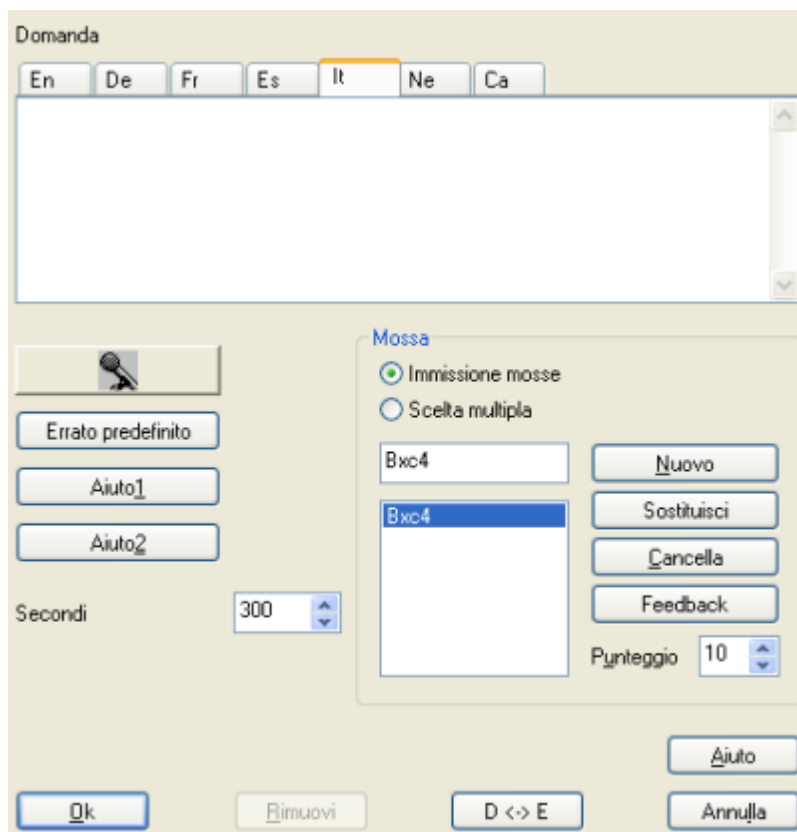 Domanda
En De Fr Es It Ne Ca
Mossa
Immissione mosse
Scelta multipla
Errato predefinito
Bxc4
Nuovo
Aiuto1
Bxc4
Sostituisci
Aiuto2
Cancella
Secondi 300
Feedback
Punteggio 10
Aiuto
Ok Rimuovi D <-> E Annulla